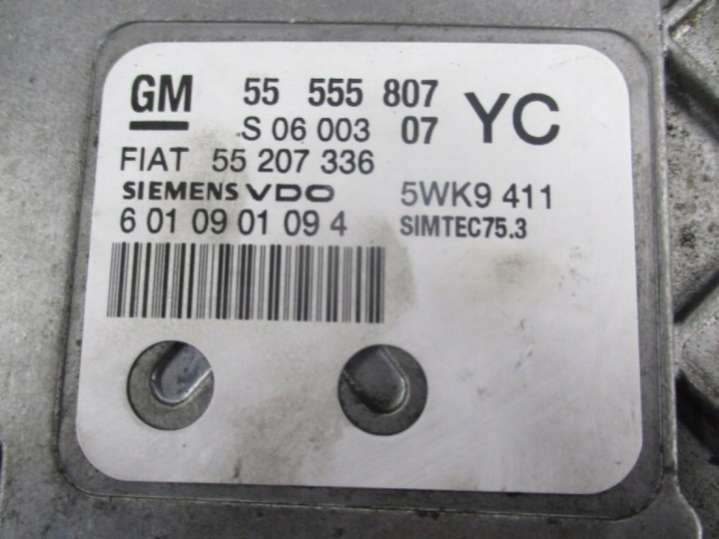 GM 55 555 807 YC
S 06 003 07
FIAT 55 207 336
SIEMENS VDO 5WK9 411
6 01 09 01 09 4 SIMTEC75.3